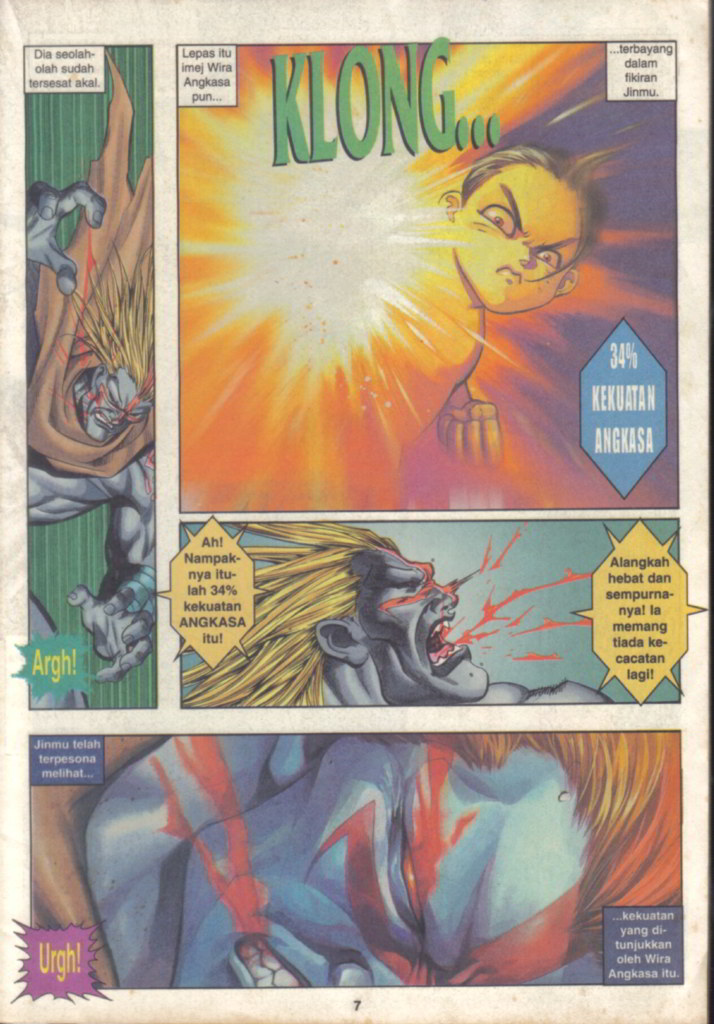 Dia seolah-
olah sudah
tersesat akal.
Argh!
Lepas itu
imej Wira
Angkasa
pun...
KLONG...
...terbayang
dalam
fikiran
Jinmu.
34%
KEKUATAN
ANGKASA
Ah!
Nampak-
nya itu-
lah 34%
kekuatan
ANGKASA
itu!
Alangkah
hebat dan
sempurna-
nya! Ia
memang
tiada ke-
cacatan
lagi!
Jinmu telah
terpesona
melihat...
Urgh!
...kekuatan
yang di-
tunjukkan
oleh Wira
Angkasa itu.
7